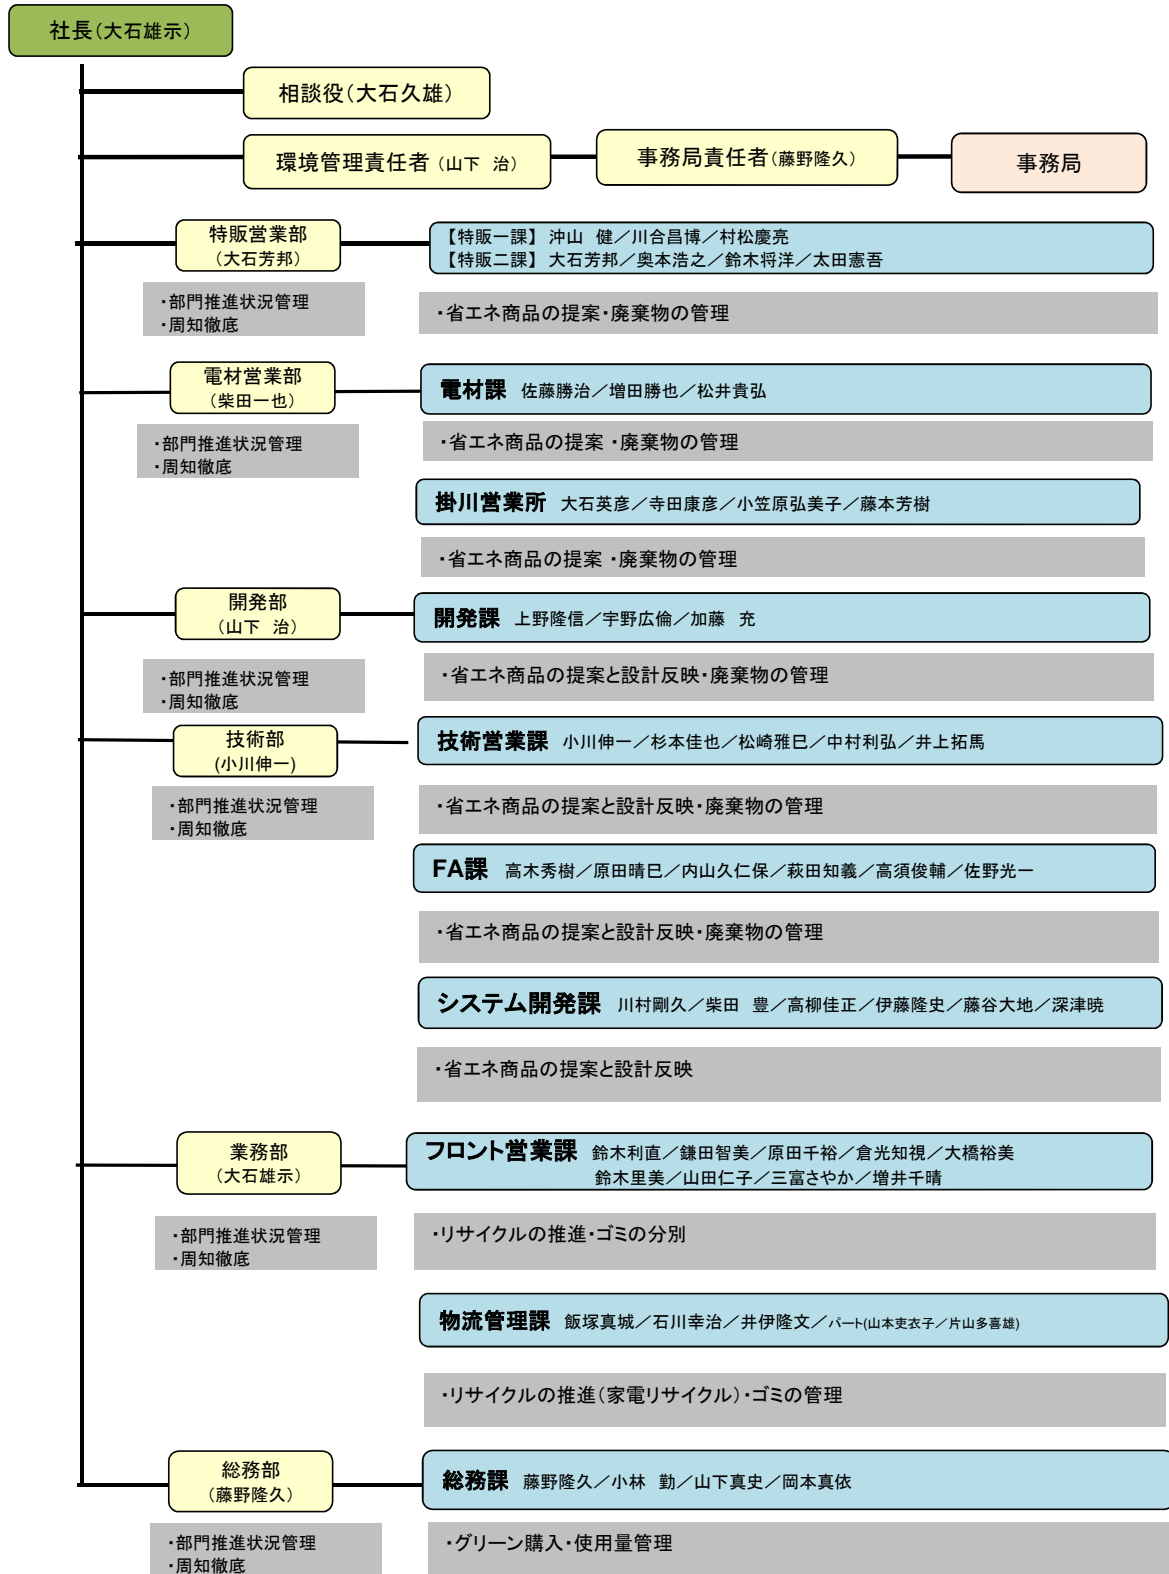 社長（大石雄示）
相談役（大石久雄）
環境管理責任者（山下　治）
事務局責任者（藤野隆久）
事務局
特販営業部
（大石芳邦）
【特販一課】 沖山　健／川合昌博／村松慶亮
【特販二課】 大石芳邦／奥本浩之／鈴木将洋／太田憲吾
・部門推進状況管理
・周知徹底
・省エネ商品の提案・廃棄物の管理
電材営業部
（柴田一也）
電材課　佐藤勝治／増田勝也／松井貴弘
・部門推進状況管理
・周知徹底
・省エネ商品の提案 ・廃棄物の管理
掛川営業所　大石英彦／寺田康彦／小笠原弘美子／藤本芳樹
・省エネ商品の提案 ・廃棄物の管理
開発部
（山下　治）
開発課　上野隆信／宇野広倫／加藤　充
・部門推進状況管理
・周知徹底
・省エネ商品の提案と設計反映・廃棄物の管理
技術部
(小川伸一)
技術営業課　小川伸一／杉本佳也／松崎雅巳／中村利弘／井上拓馬
・部門推進状況管理
・周知徹底
・省エネ商品の提案と設計反映・廃棄物の管理
FA課　高木秀樹／原田晴巳／内山久仁保／萩田知義／高須俊輔／佐野光一
・省エネ商品の提案と設計反映・廃棄物の管理
システム開発課　川村剛久／柴田　豊／高柳佳正／伊藤隆史／藤谷大地／深津暁
・省エネ商品の提案と設計反映
業務部
（大石雄示）
フロント営業課　鈴木利直／鎌田智美／原田千裕／倉光知視／大橋裕美
鈴木里美／山田仁子／三富さやか／増井千晴
・部門推進状況管理
・周知徹底
・リサイクルの推進・ゴミの分別
物流管理課　飯塚真城／石川幸治／井伊隆文／パート(山本吏衣子／片山多喜雄)
・リサイクルの推進（家電リサイクル）・ゴミの管理
総務部
（藤野隆久）
総務課　藤野隆久／小林　勤／山下真史／岡本真依
・部門推進状況管理
・周知徹底
・グリーン購入・使用量管理